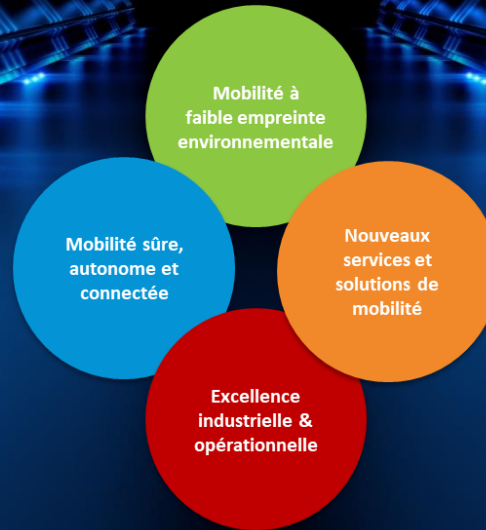 Mobilité à
faible empreinte
environnementale
Mobilité sûre,
autonome et
connectée
Nouveaux
services et
solutions de
mobilité
Excellence
industrielle &
opérationnelle